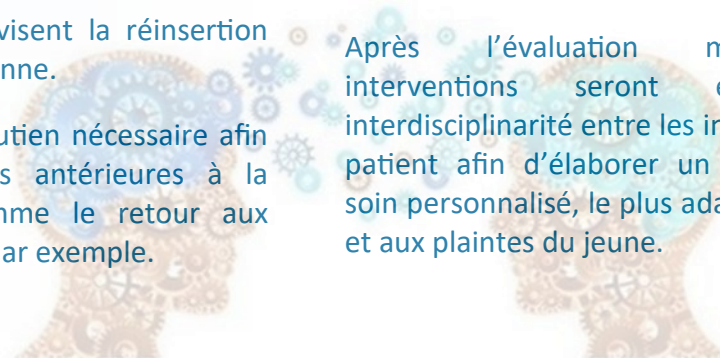 visent la réinsertion
nne.
utien nécessaire afin
s antérieures à la
mme le retour aux
ar exemple.
Après l’évaluation m
interventions seront e
interdisciplinarité entre les in
patient afin d’élaborer un
soin personnalisé, le plus ada
et aux plaintes du jeune.